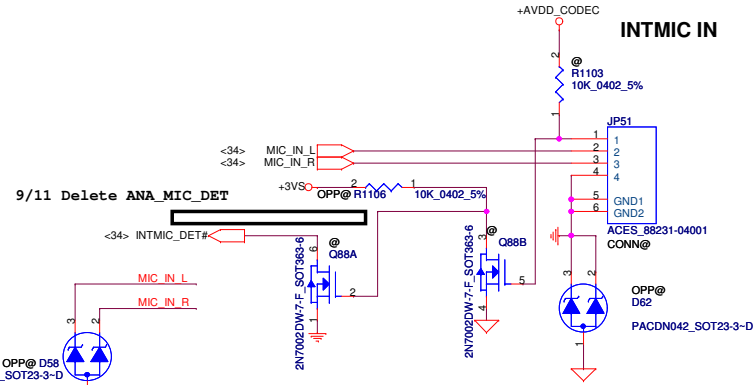 +AVDD_CODEC
INTMIC IN
2
@
R1103
10K_0402_5%
1
JP51
<34> MIC_IN_L
<34> MIC_IN_R
1 1
2 2
3 3
4 4
5 GND1
6 GND2
ACES_88231-04001
CONN@
+3VS
OPP@ 2 R1106 1 10K_0402_5%
9/11 Delete ANA_MIC_DET
<34> INTMIC_DET#
6
@
Q88A
2
1
2N7002DW-7-F_SOT363-6
3
@
Q88B
5
4
2N7002DW-7-F_SOT363-6
MIC_IN_L
MIC_IN_R
3 2
OPP@ D58
_SOT23-3~D
3 2
OPP@
D62
PACDN042_SOT23-3~D
1